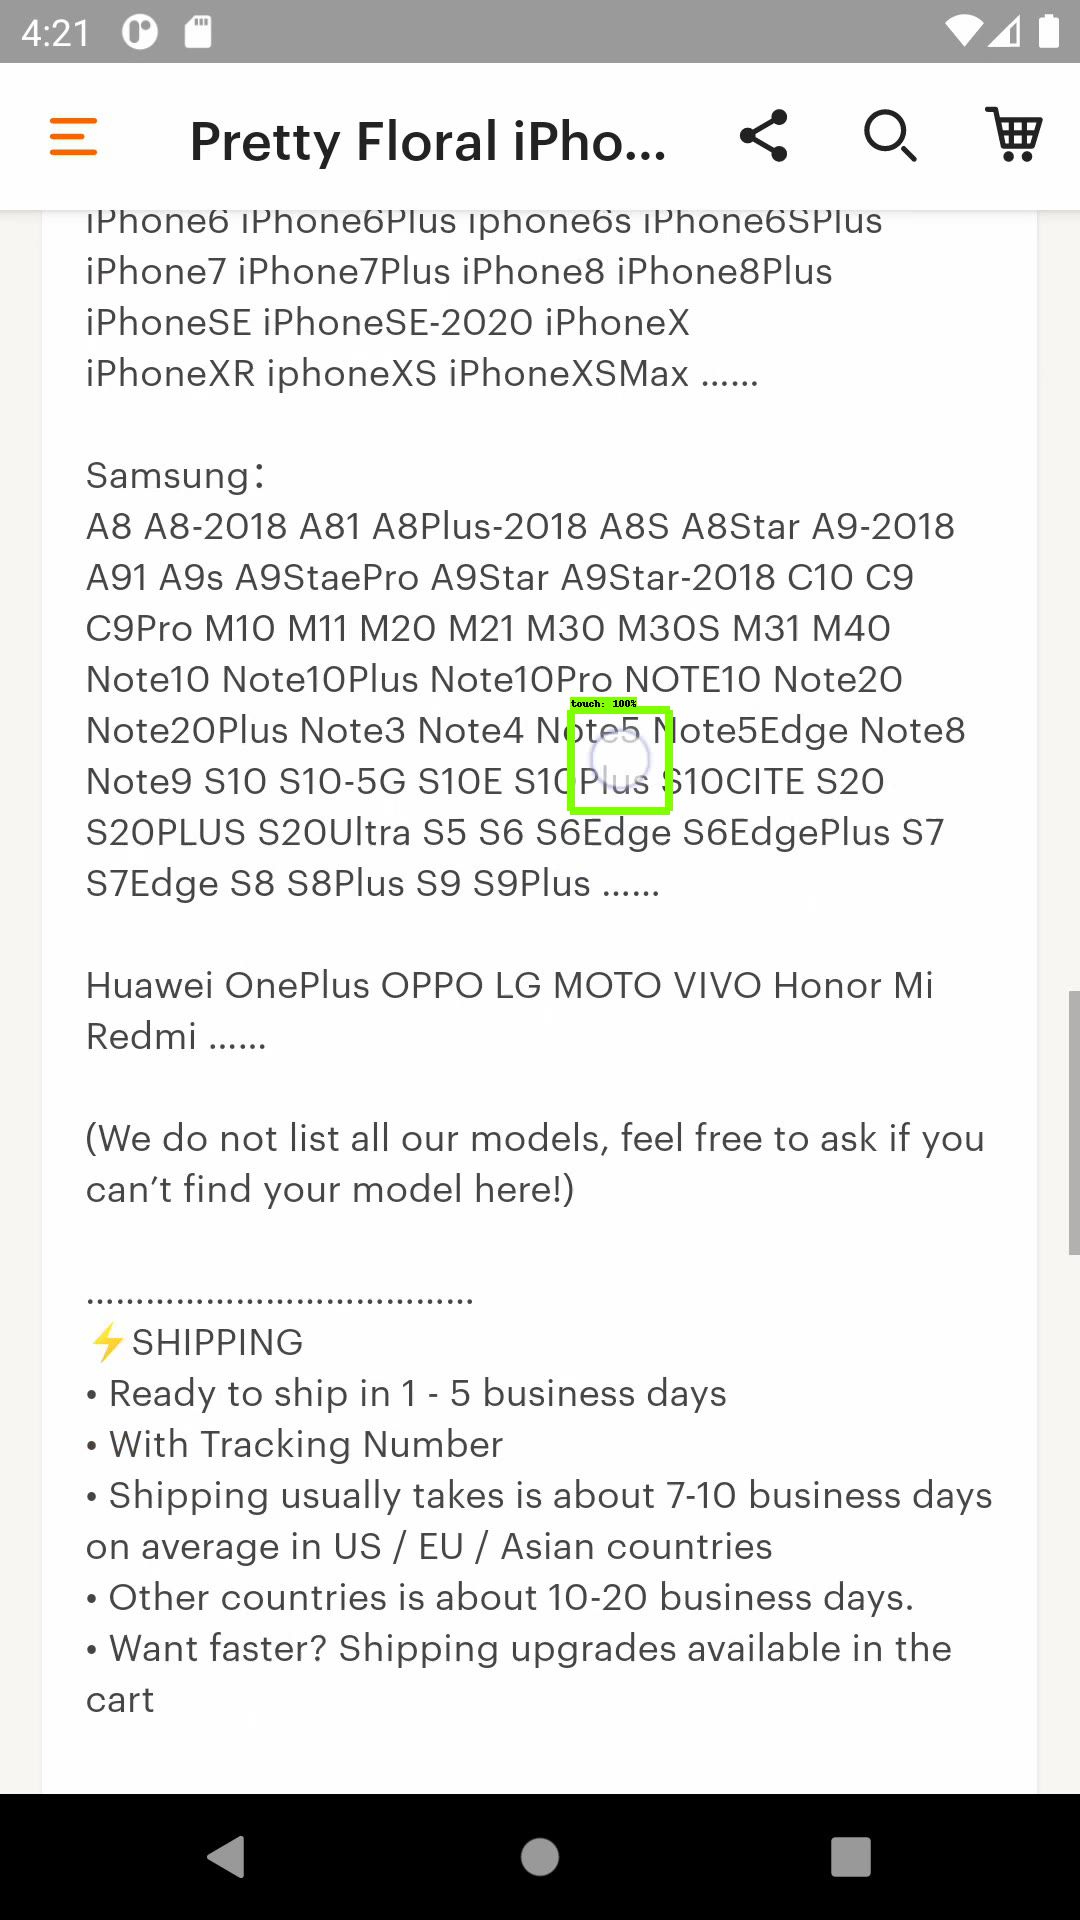 4:21
Pretty Floral iPho...
iPhone6 iPhone6Plus iphone6s iPhone6SPlus
iPhone7 iPhone7Plus iPhone8 iPhone8Plus
iPhoneSE iPhoneSE-2020 iPhoneX
iPhoneXR iphoneXS iPhoneXSMax ......
Samsung：
A8 A8-2018 A81 A8Plus-2018 A8S A8Star A9-2018
A91 A9s A9StaePro A9Star A9Star-2018 C10 C9
C9Pro M10 M11 M20 M21 M30 M30S M31 M40
Note10 Note10Plus Note10Pro NOTE10 Note20
touch: 100%
Note20Plus Note3 Note4 Note5 Note5Edge Note8
Note9 S10 S10-5G S10E S10Plus S10CITE S20
S20PLUS S20Ultra S5 S6 S6Edge S6EdgePlus S7
S7Edge S8 S8Plus S9 S9Plus ......
Huawei OnePlus OPPO LG MOTO VIVO Honor Mi
Redmi ......
(We do not list all our models, feel free to ask if you
can’t find your model here!)
.......................................
⚡SHIPPING
• Ready to ship in 1 - 5 business days
• With Tracking Number
• Shipping usually takes is about 7-10 business days
on average in US / EU / Asian countries
• Other countries is about 10-20 business days.
• Want faster? Shipping upgrades available in the
cart